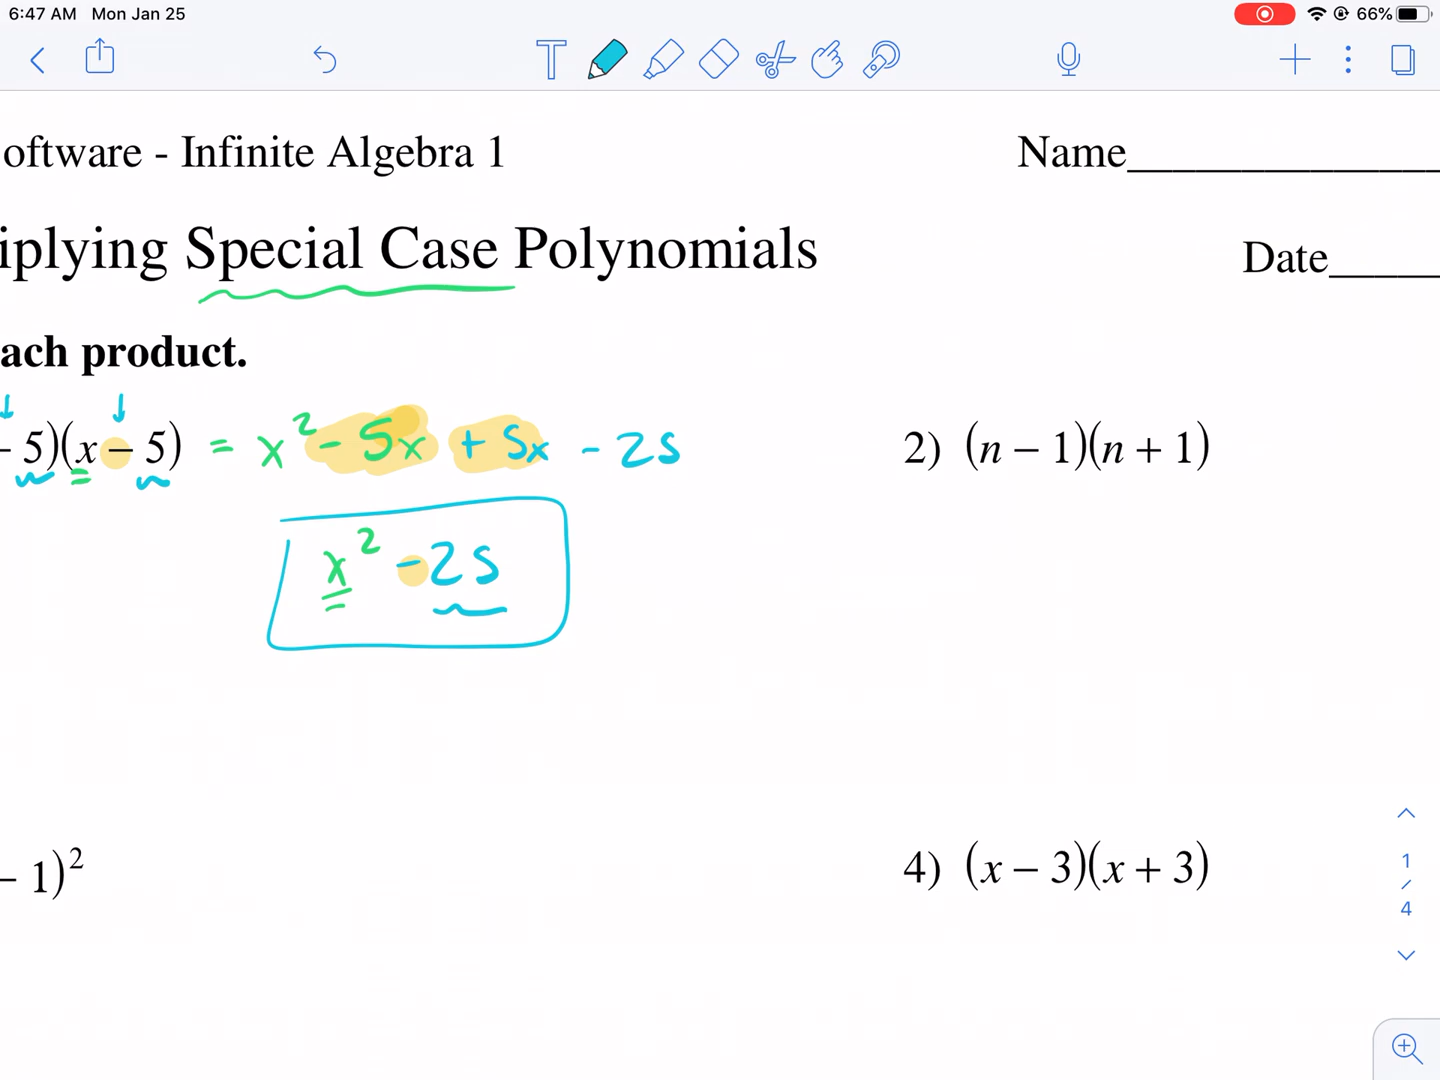 6:47 AM Mon Jan 25 66%
oftware - Infinite Algebra 1 Name
iplying Special Case Polynomials Date
ach product.
- 5)(x - 5) = x² - 5x + 5x - 25
x² - 25
2) (n - 1)(n + 1)
- 1)²
4) (x - 3)(x + 3)
1
/
4